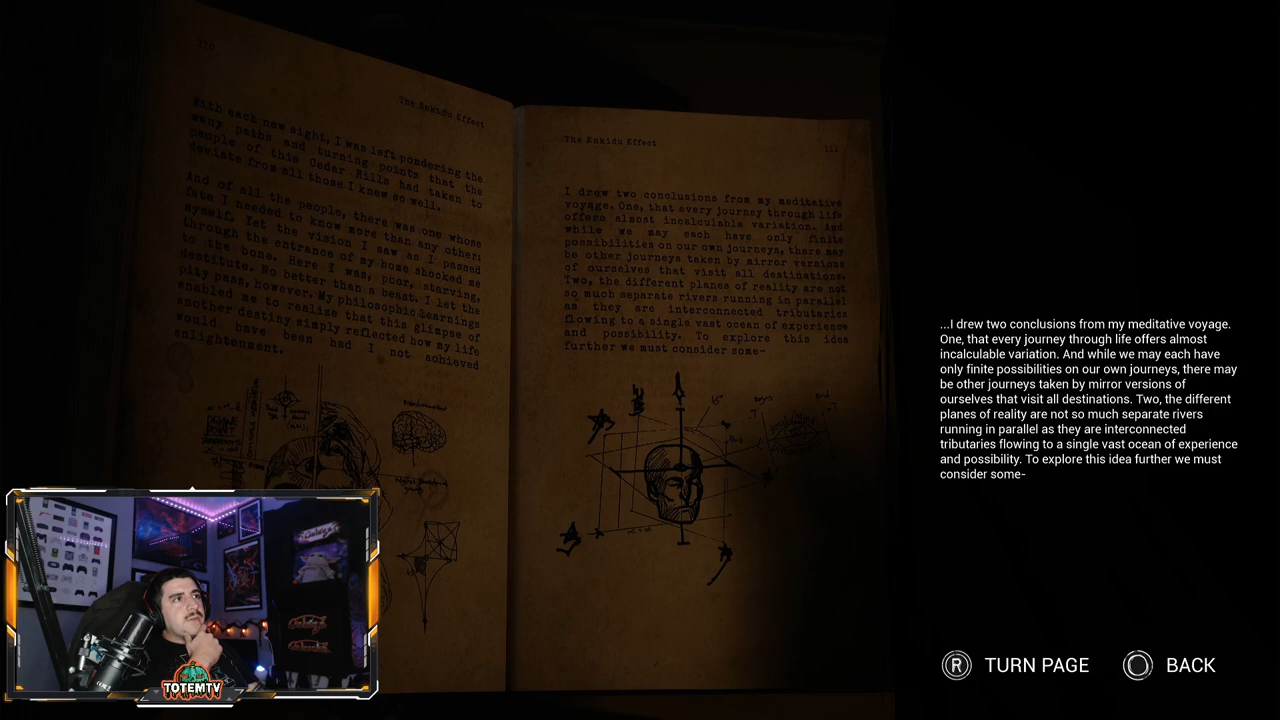 120
The Enkidu Effect
With each new sight, I was left pondering the
many paths and turning points that the
people of this Cedar Hills had taken to
deviate from all those I knew so well.
And of all the people, there was one whose
fate I needed to know more than any other:
myself. Yet the vision I saw as I passed
through the entrance of my home shocked me
to the bone. Here I was, poor, starving,
destitute. No better than a beast. I let the
pity pass, however. My philosophic learnings
enabled me to realize that this glimpse of
another destiny simply reflected how my life
would have been had I not achieved
enlightenment.
The Enkidu Effect
I drew two conclusions from my meditative
voyage. One, that every journey through life
offers almost incalculable variation. And
while we may each have only finite
possibilities on our own journeys, there may
be other journeys taken by mirror versions
of ourselves that visit all destinations.
Two, the different planes of reality are not
so much separate rivers running in parallel
as they are interconnected tributaries
flowing to a single vast ocean of experience
and possibility. To explore this idea
further we must consider some-
...I drew two conclusions from my meditative voyage.
One, that every journey through life offers almost
incalculable variation. And while we may each have
only finite possibilities on our own journeys, there may
be other journeys taken by mirror versions of
ourselves that visit all destinations. Two, the different
planes of reality are not so much separate rivers
running in parallel as they are interconnected
tributaries flowing to a single vast ocean of experience
and possibility. To explore this idea further we must
consider some-
R TURN PAGE
BACK
TOTEMTV